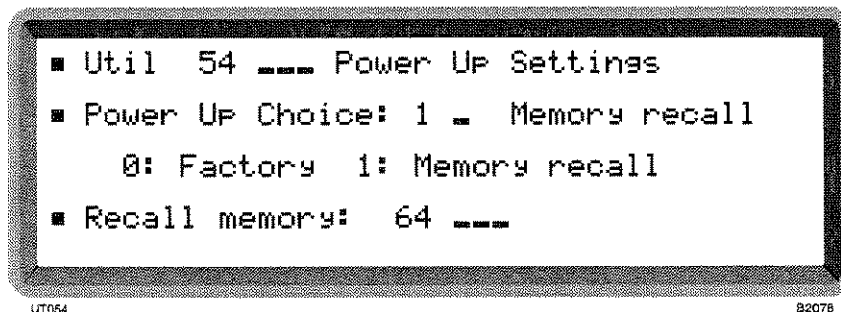 ▪ Util 54 ___ Power Up Settings
▪ Power Up Choice: 1 _ Memory recall
0: Factory 1: Memory recall
▪ Recall memory: 64 ___
UT054 B2078